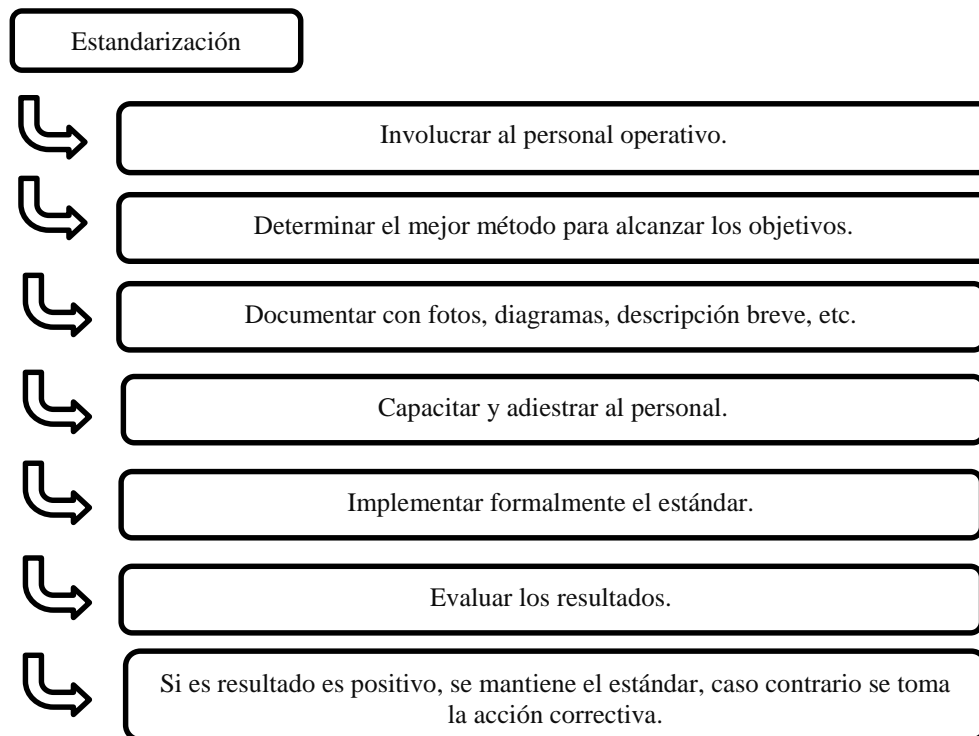 Estandarización
Involucrar al personal operativo.
Determinar el mejor método para alcanzar los objetivos.
Documentar con fotos, diagramas, descripción breve, etc.
Capacitar y adiestrar al personal.
Implementar formalmente el estándar.
Evaluar los resultados.
Si es resultado es positivo, se mantiene el estándar, caso contrario se toma
la acción correctiva.